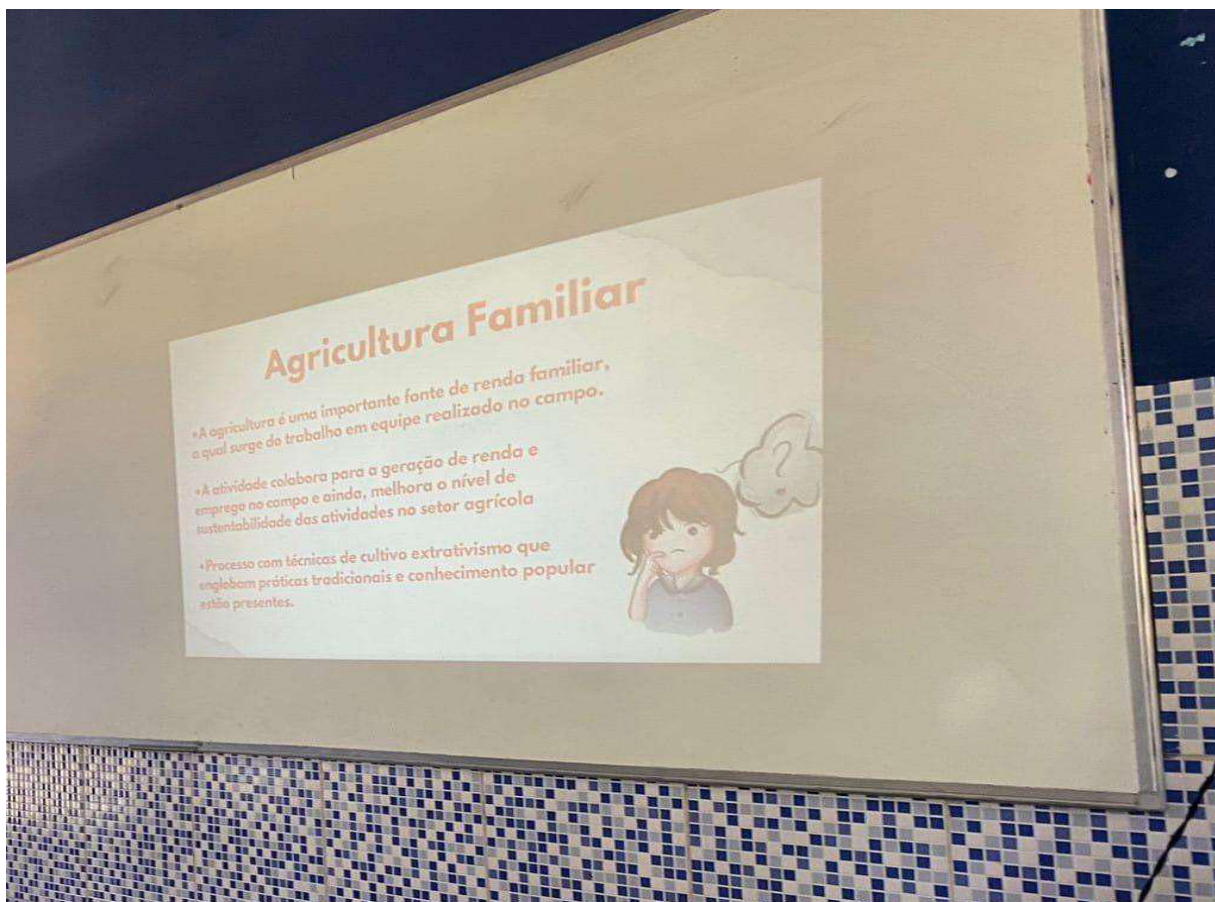 Agricultura Familiar
•A agricultura é uma importante fonte de renda familiar,
a qual surge do trabalho em equipe realizado no campo.
•A atividade colabora para a geração de renda e
emprego no campo e ainda, melhora o nível de
sustentabilidade das atividades no setor agrícola
•Processo com técnicas de cultivo extrativismo que
englobam práticas tradicionais e conhecimento popular
estão presentes.
?